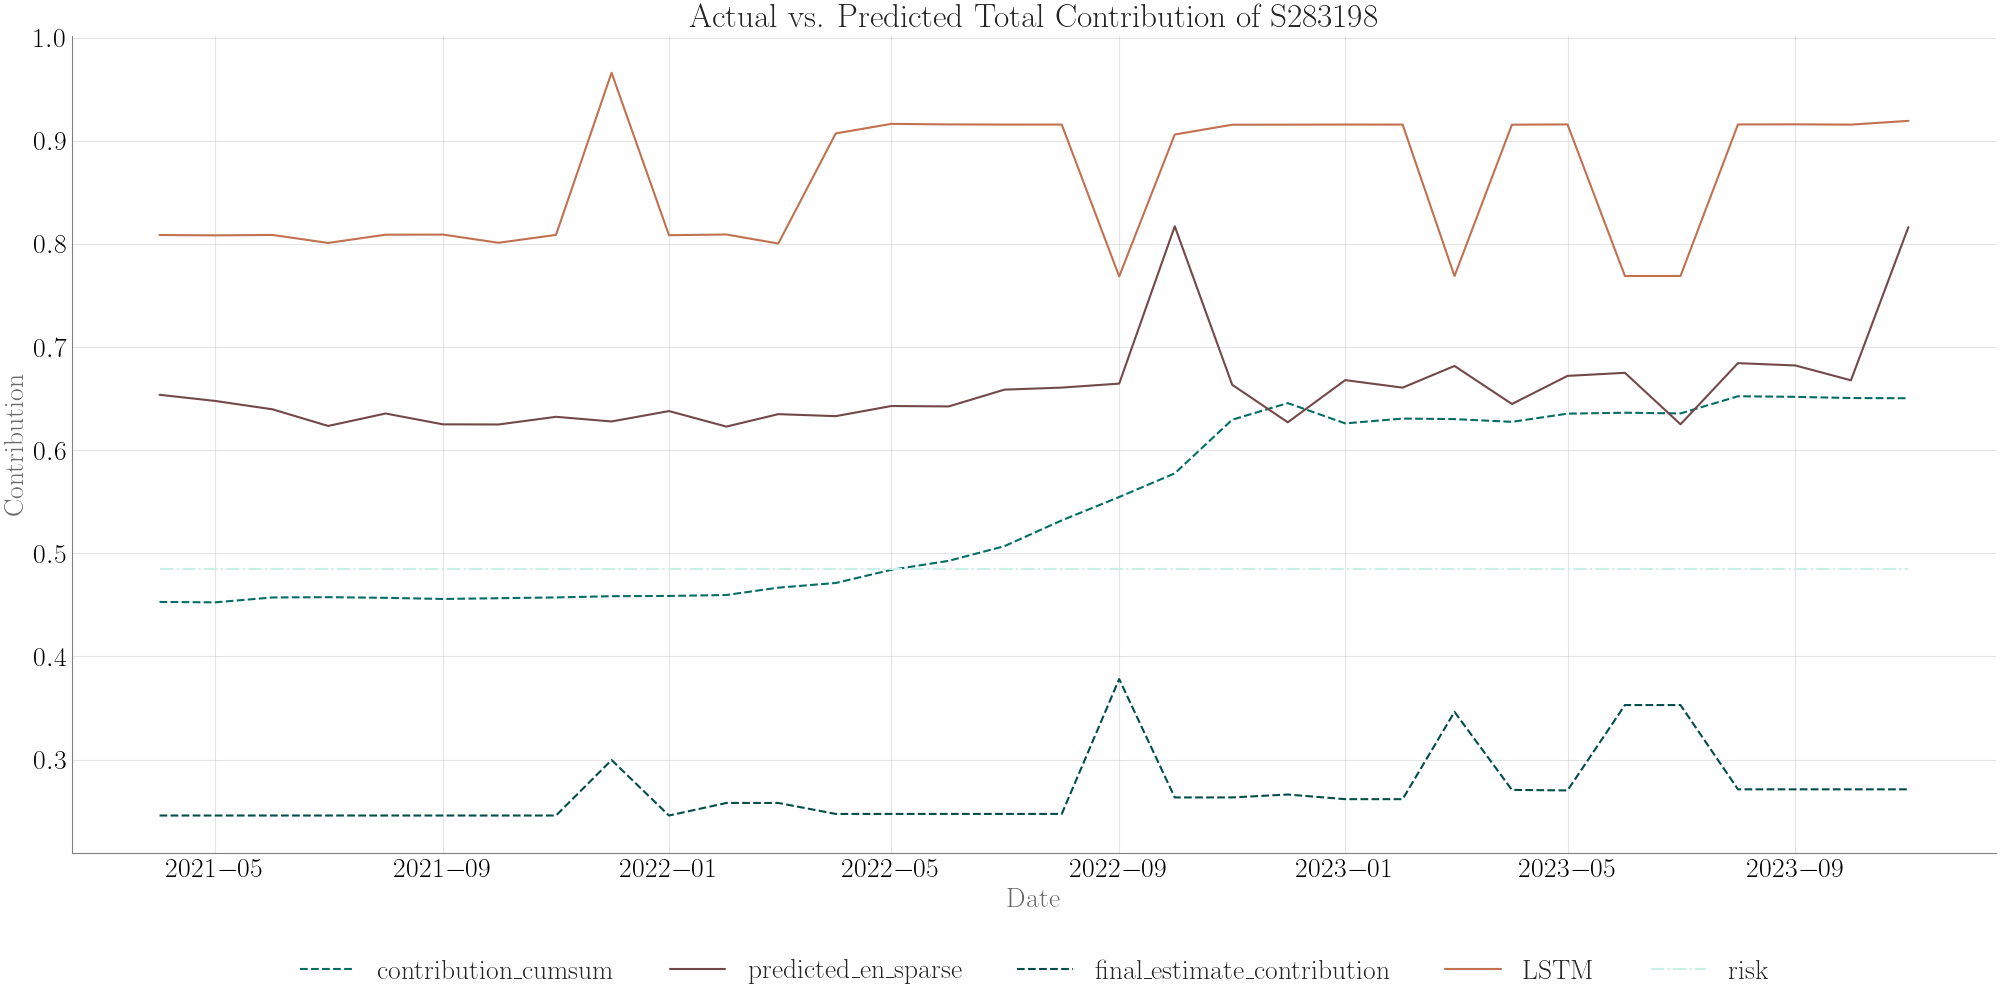 Actual vs. Predicted Total Contribution of S283198
1.0
0.9
0.8
0.7
0.6
0.5
0.4
0.3
Contribution
2021−05 2021−09 2022−01 2022−05 2022−09 2023−01 2023−05 2023−09
Date
contribution_cumsum predicted_en_sparse final_estimate_contribution LSTM risk